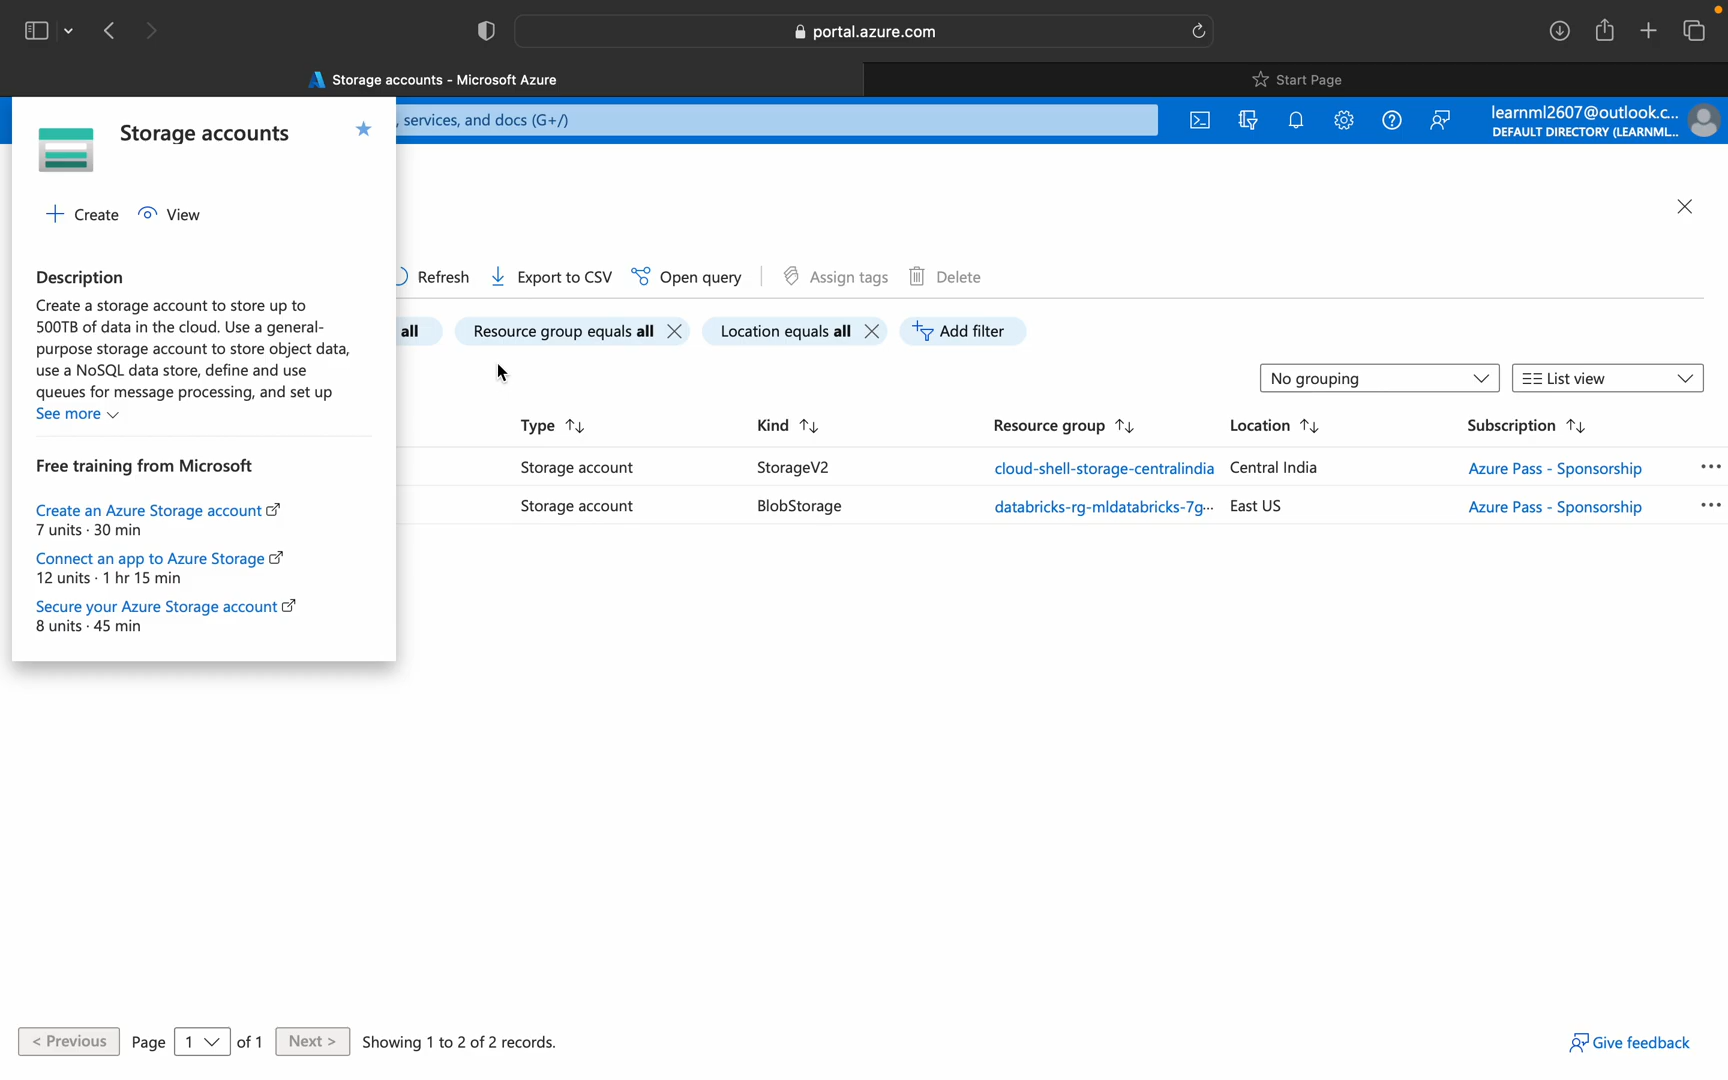 portal.azure.com
Storage accounts - Microsoft Azure
Start Page
Storage accounts
, services, and docs (G+/)
learnml2607@outlook.c...
DEFAULT DIRECTORY (LEARNML...
Create
View
Description
Create a storage account to store up to
500TB of data in the cloud. Use a general-
purpose storage account to store object data,
use a NoSQL data store, define and use
queues for message processing, and set up
See more
Free training from Microsoft
Create an Azure Storage account
7 units · 30 min
Connect an app to Azure Storage
12 units · 1 hr 15 min
Secure your Azure Storage account
8 units · 45 min
Refresh
Export to CSV
Open query
Assign tags
Delete
all
Resource group equals all
Location equals all
Add filter
No grouping
List view
Type
Kind
Resource group
Location
Subscription
Storage account
StorageV2
cloud-shell-storage-centralindia
Central India
Azure Pass - Sponsorship
Storage account
BlobStorage
databricks-rg-mldatabricks-7g...
East US
Azure Pass - Sponsorship
< Previous
Page
1
of 1
Next >
Showing 1 to 2 of 2 records.
Give feedback